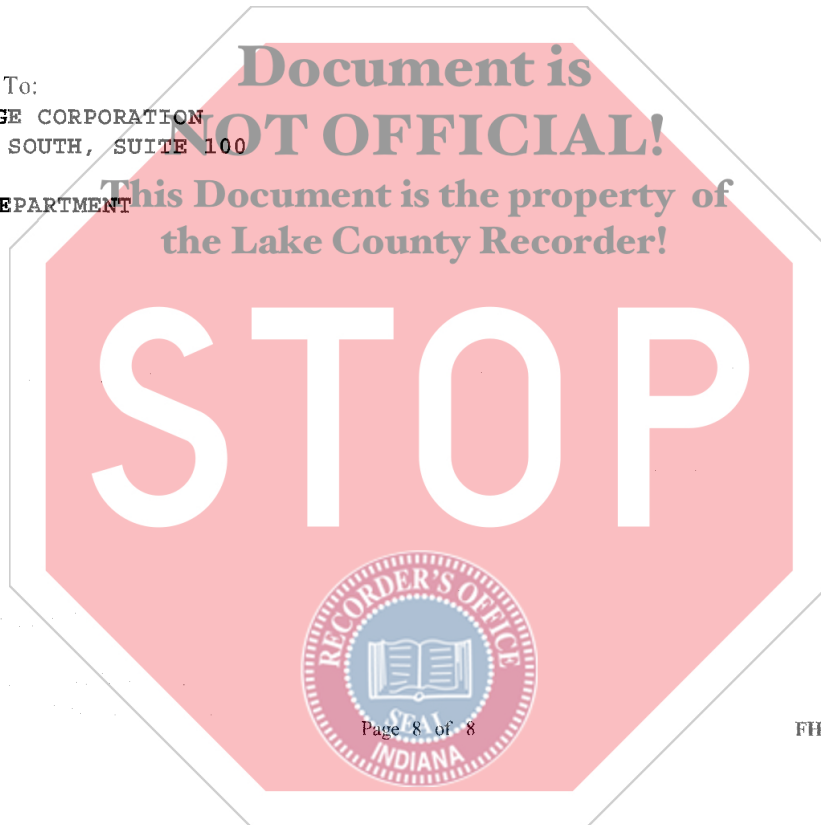 Document is
To:
GE CORPORATION
NOT OFFICIAL!
SOUTH, SUITE 100
This Document is the property of
EPARTMENT
the Lake County Recorder!
STOP
RECORDER'S OFFICE
SEAL
Page 8 of 8
FH
INDIANA